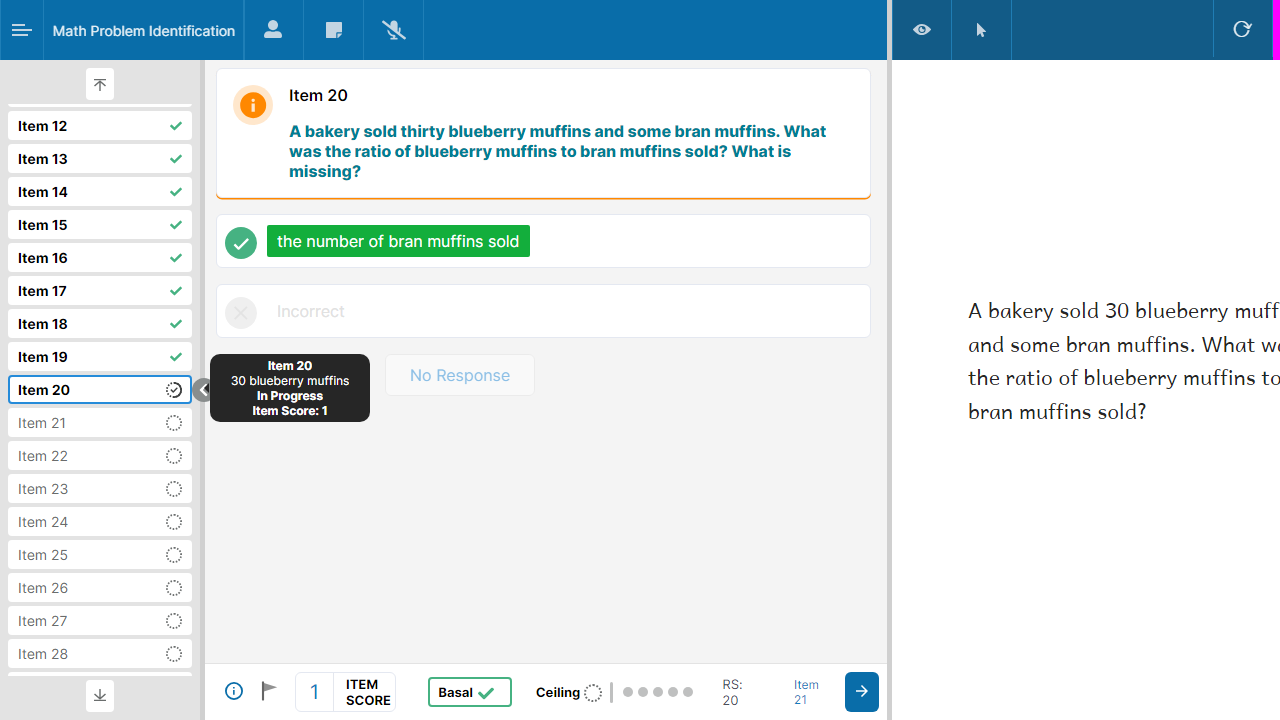 Math Problem Identification
Item 12
Item 13
Item 14
Item 15
Item 16
Item 17
Item 18
Item 19
Item 20
Item 21
Item 22
Item 23
Item 24
Item 25
Item 26
Item 27
Item 28
Item 20
A bakery sold thirty blueberry muffins and some bran muffins. What
was the ratio of blueberry muffins to bran muffins sold? What is
missing?
the number of bran muffins sold
Incorrect
Item 20
30 blueberry muffins
In Progress
Item Score: 1
No Response
1
ITEM
SCORE
Basal
Ceiling
RS:
20
Item
21
A bakery sold 30 blueberry muff
and some bran muffins. What
the ratio of blueberry muffins to
bran muffins sold?